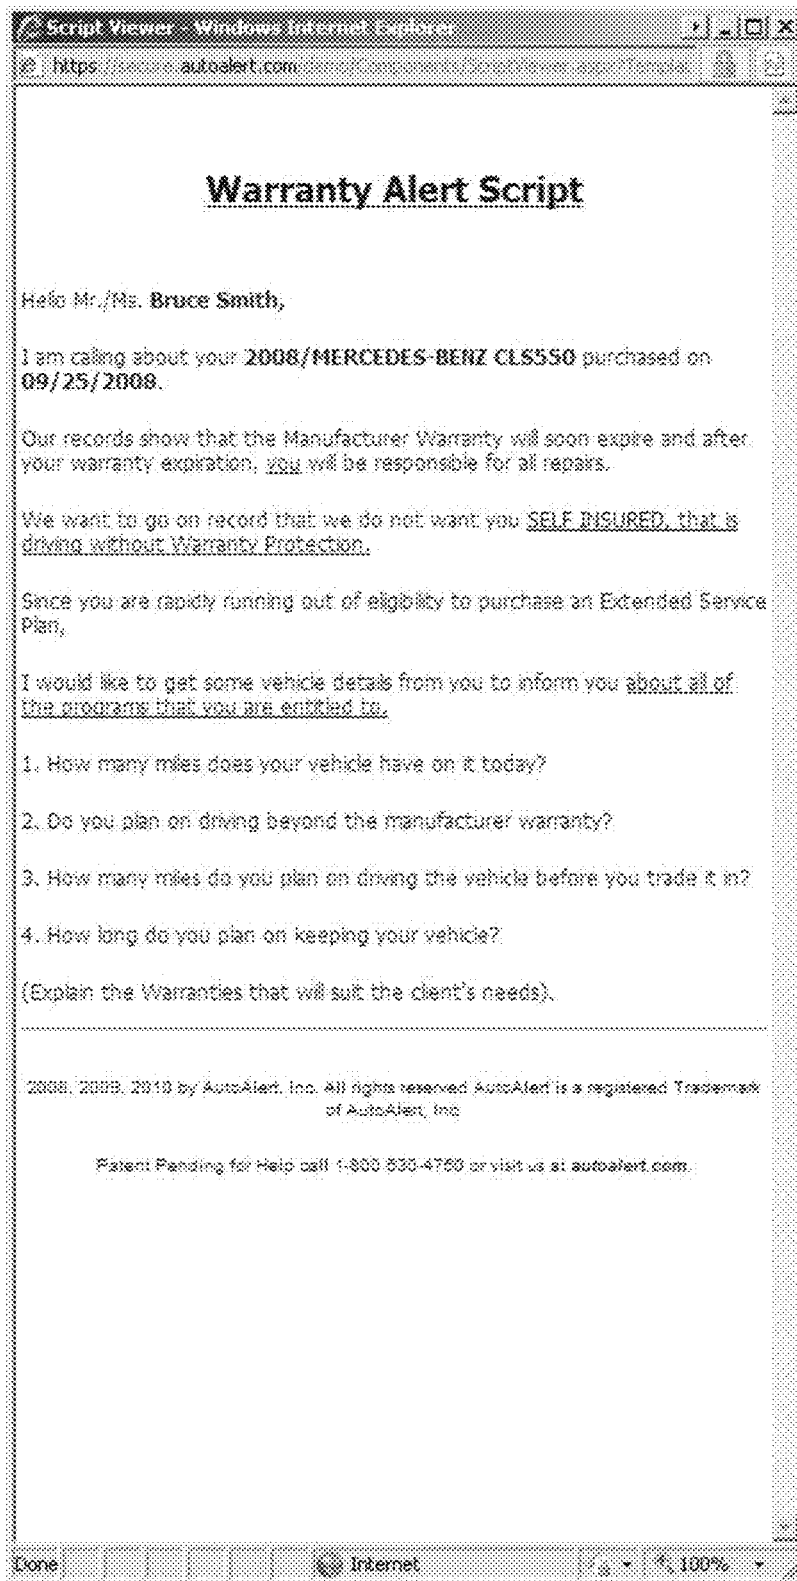 Script Viewer - Windows Internet Explorer
https://secure.autoalert.com/demo/Components/ScriptViewer.aspx?Templat
Warranty Alert Script
Hello Mr./Ms. Bruce Smith,
I am calling about your 2008/MERCEDES-BENZ CLS550 purchased on
09/25/2008.
Our records show that the Manufacturer Warranty will soon expire and after
your warranty expiration, you will be responsible for all repairs.
We want to go on record that we do not want you SELF INSURED, that is
driving without Warranty Protection.
Since you are rapidly running out of eligibility to purchase an Extended Service
Plan,
I would like to get some vehicle details from you to inform you about all of
the programs that you are entitled to.
1. How many miles does your vehicle have on it today?
2. Do you plan on driving beyond the manufacturer warranty?
3. How many miles do you plan on driving the vehicle before you trade it in?
4. How long do you plan on keeping your vehicle?
(Explain the Warranties that will suit the client's needs).
2008, 2009, 2010 by AutoAlert, Inc. All rights reserved AutoAlert is a registered Trademark
of AutoAlert, Inc
Patent Pending for Help call 1-800 at autoalert.com.
Done
Internet
100%